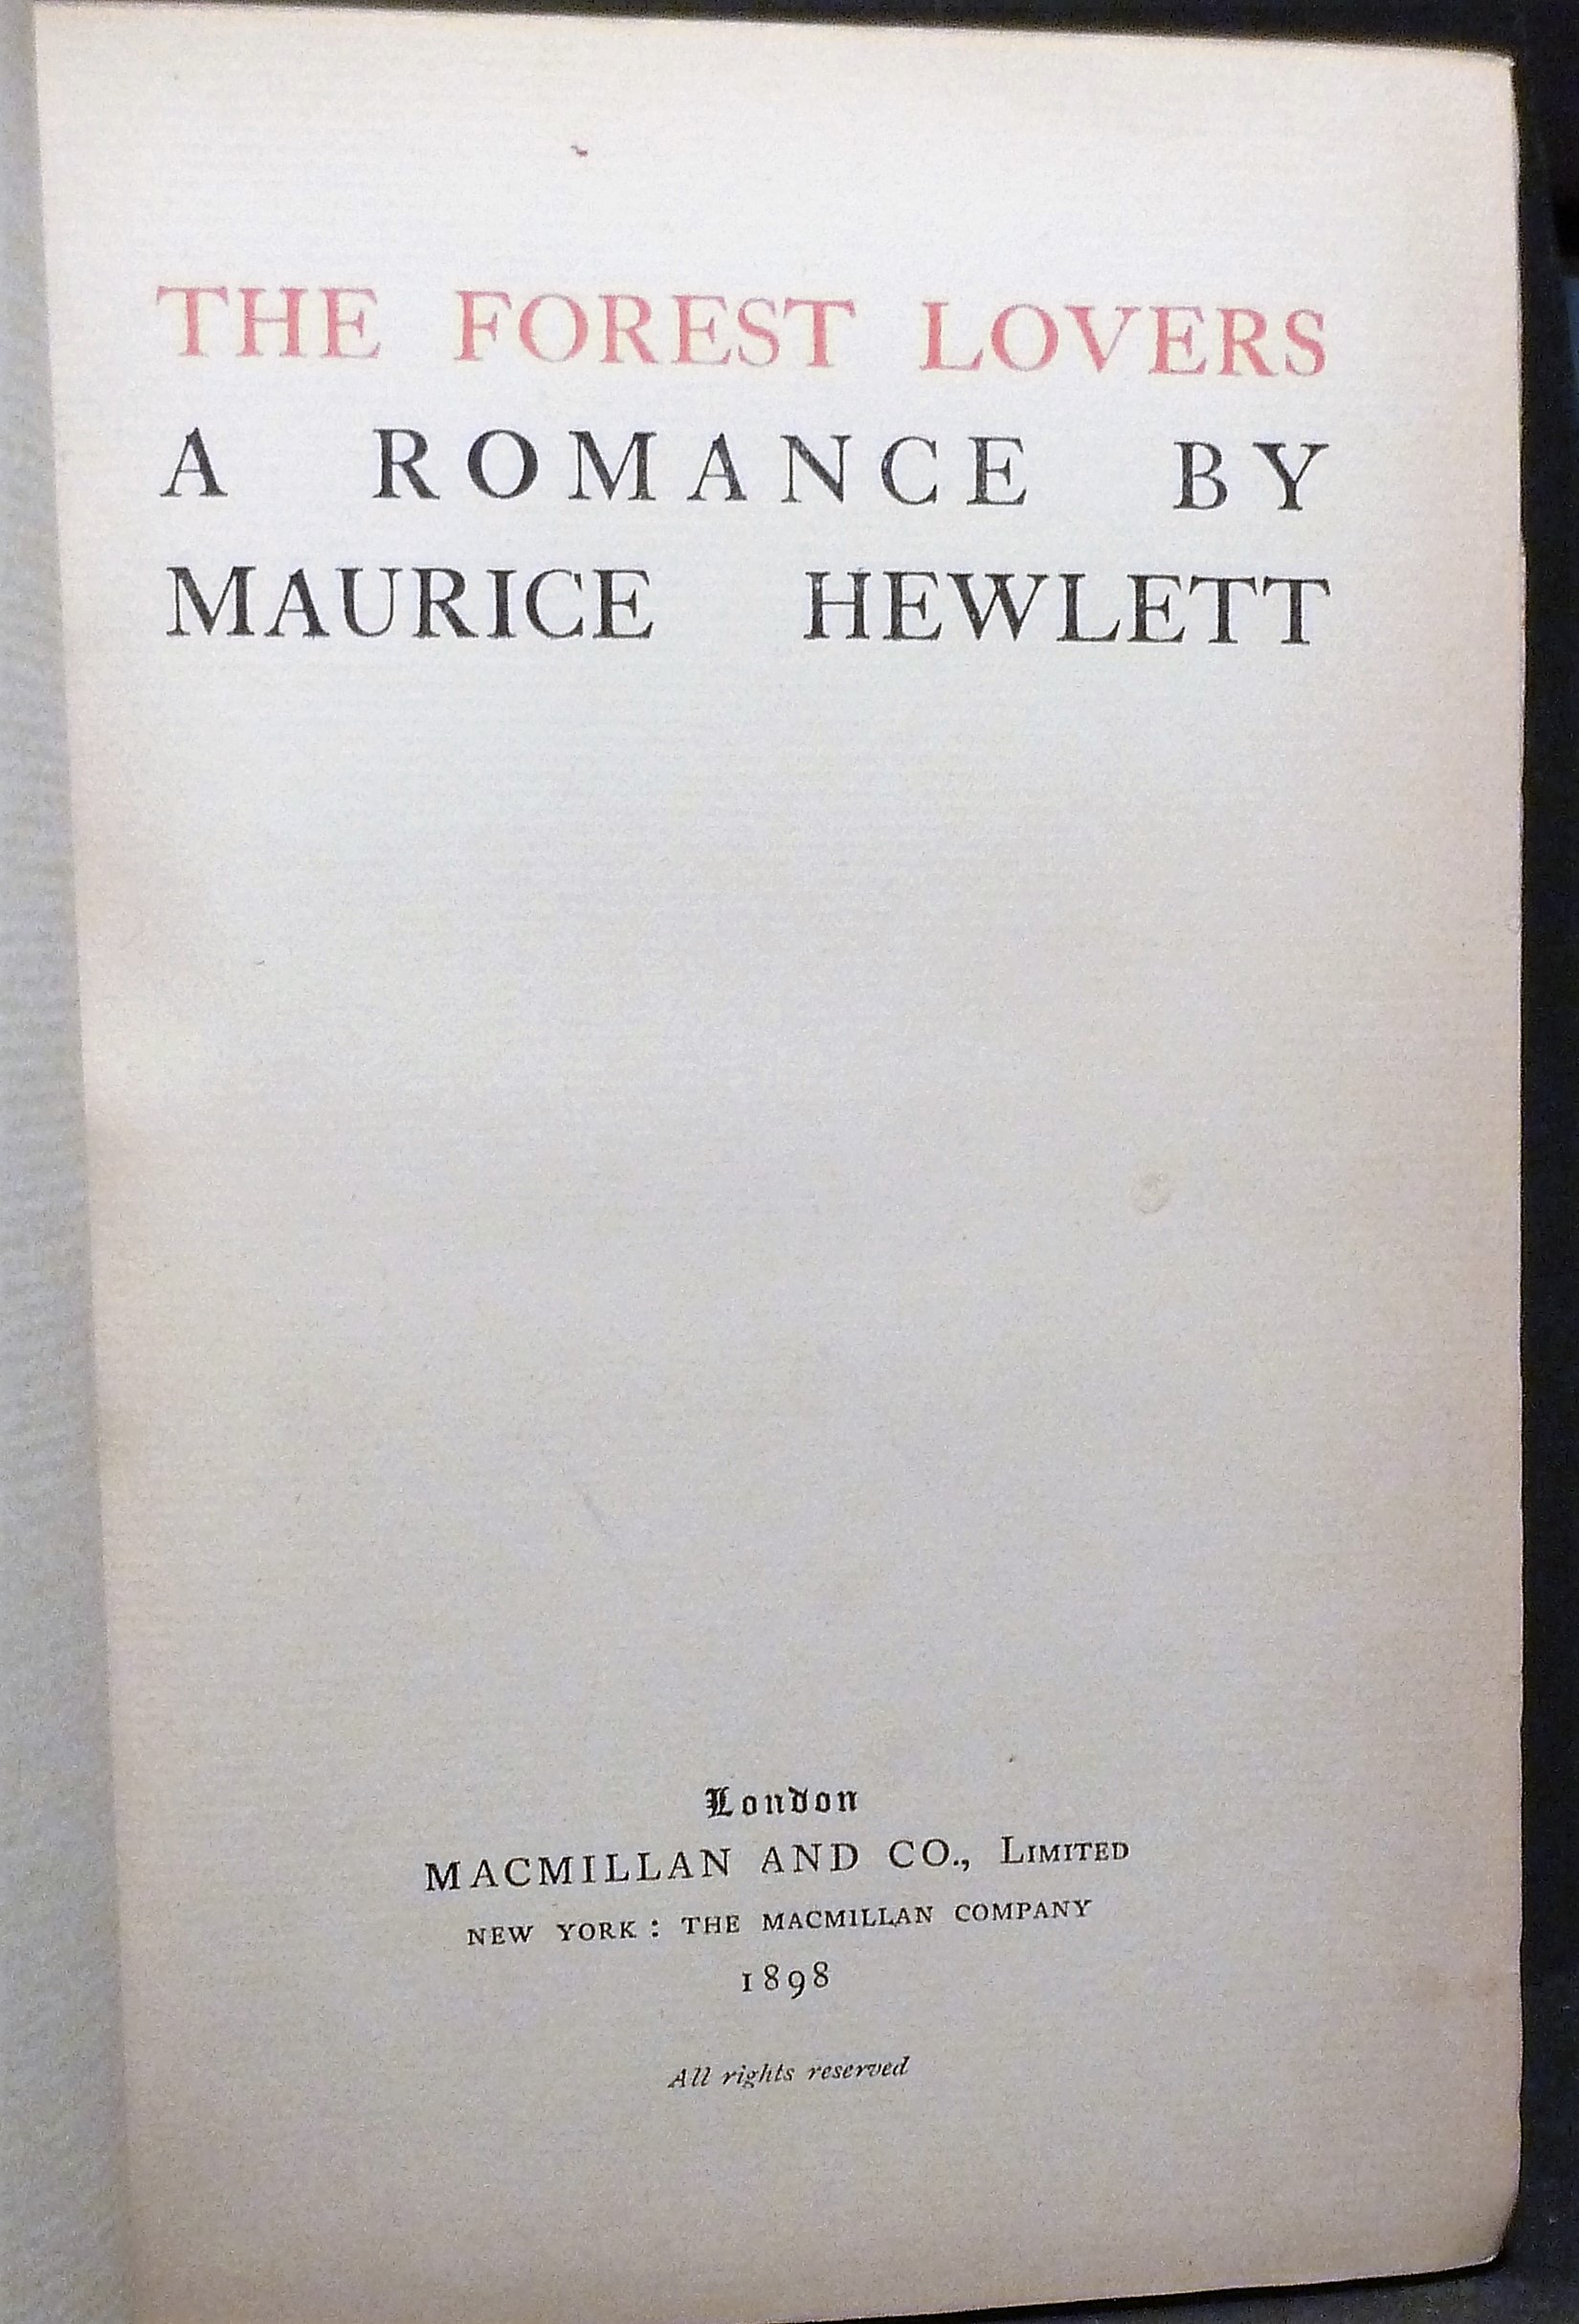 THE FOREST LOVERS
A ROMANCE BY
MAURICE HEWLETT
London
MACMILLAN AND CO., LIMITED
NEW YORK : THE MACMILLAN COMPANY
1898
All rights reserved